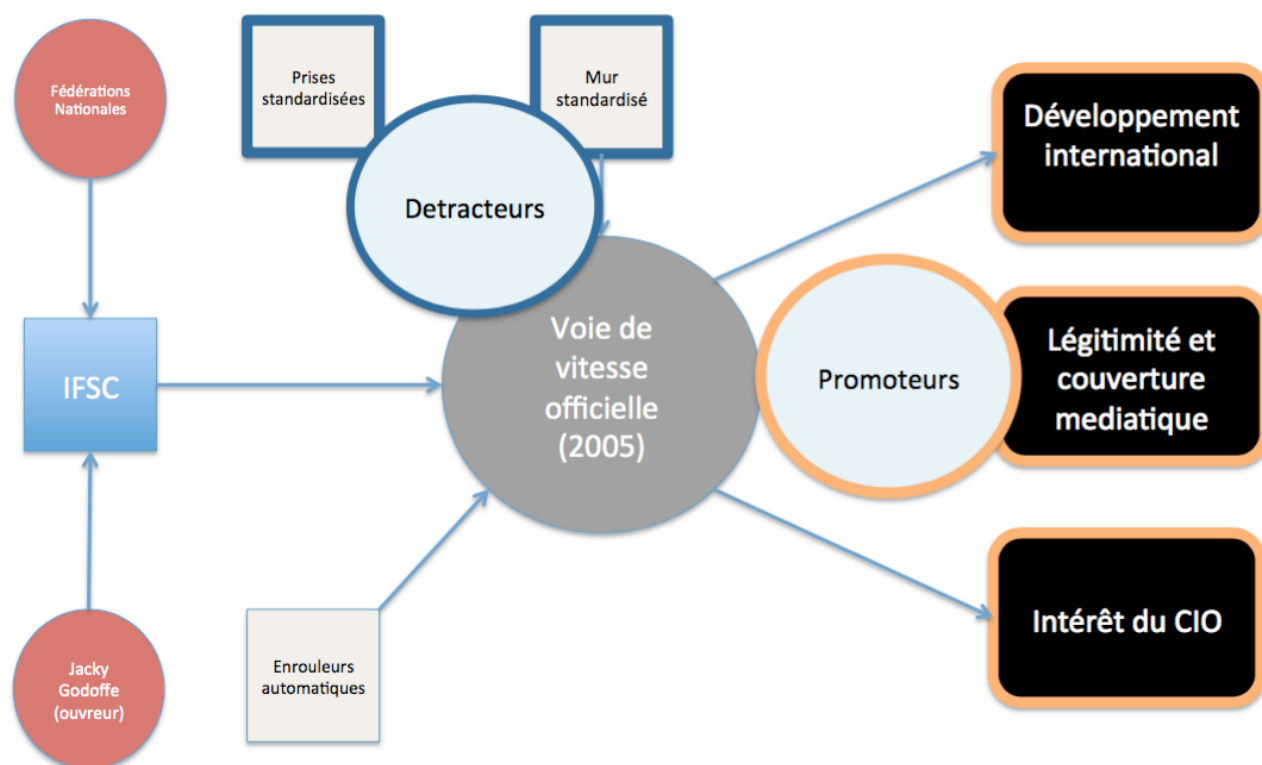 Fédérations
Nationales
Prises
standardisées
Mur
standardisé
Detracteurs
Développement
international
IFSC
Voie de
vitesse
officielle
(2005)
Promoteurs
Légitimité et
couverture
mediatique
Jacky
Godoffe
(ouvreur)
Enrouleurs
automatiques
Intérêt du CIO